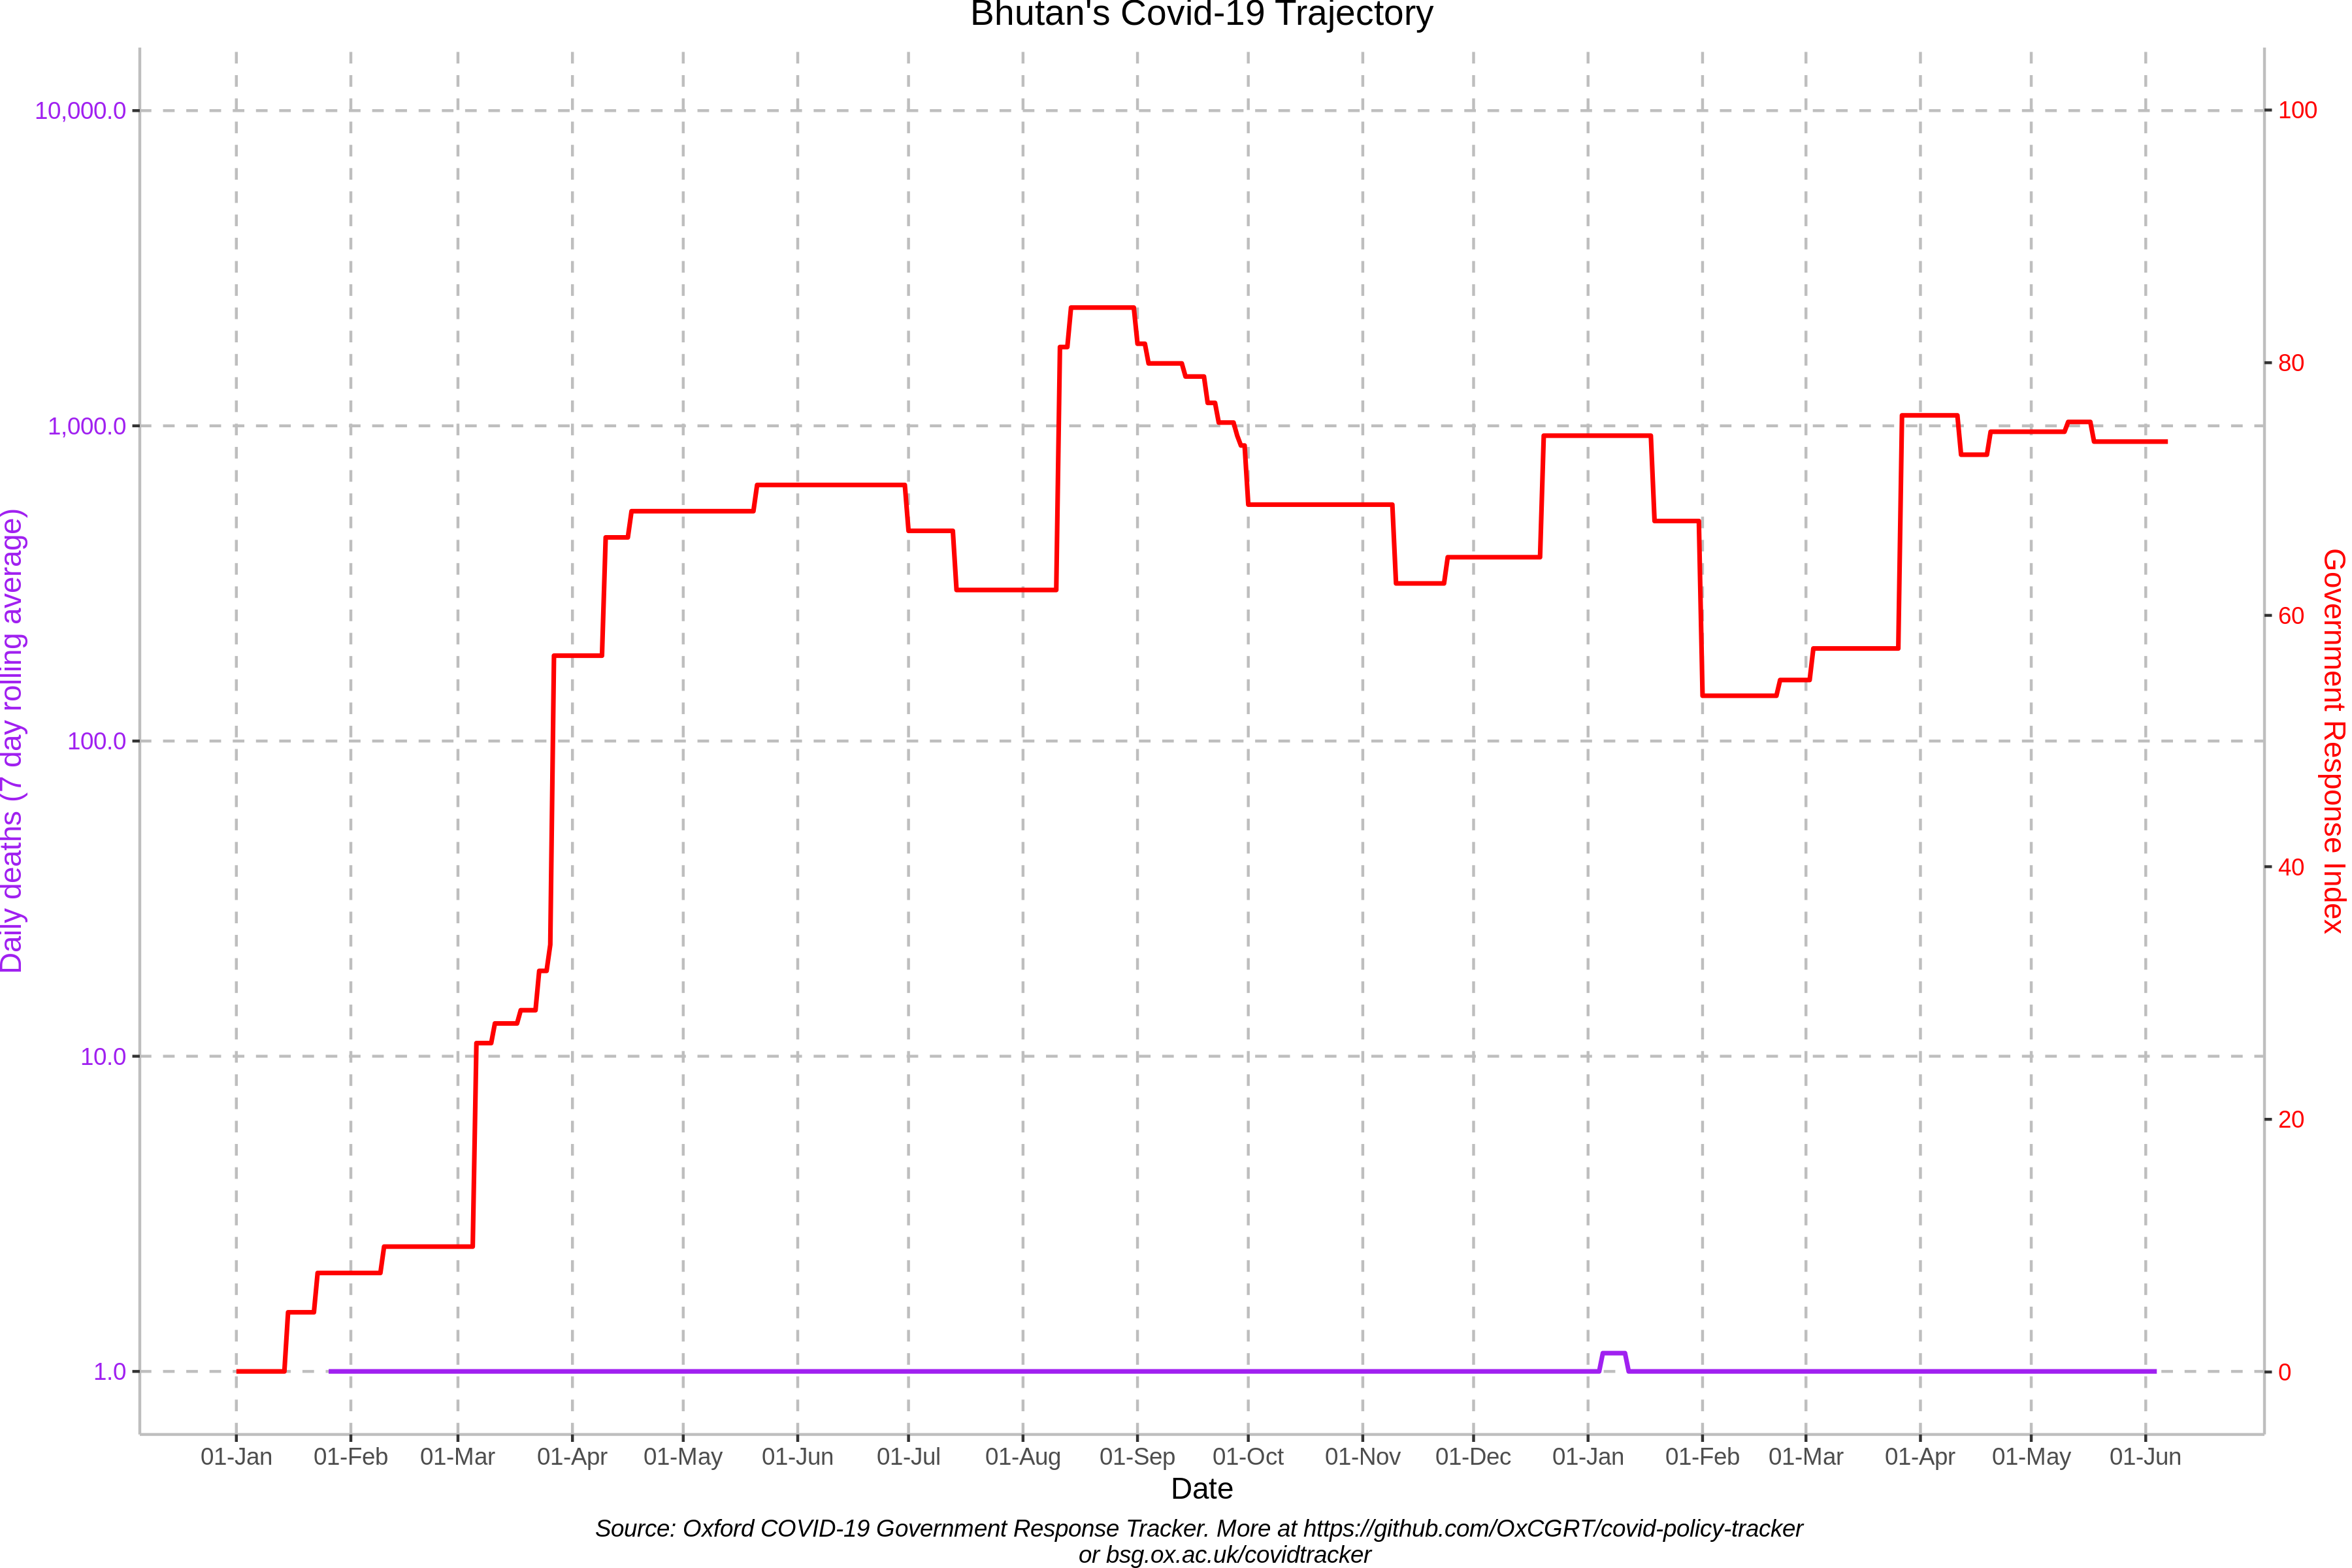 Bhutan's Covid-19 Trajectory
10,000.0
1,000.0
100.0
10.0
1.0
Daily deaths (7 day rolling average)
100
80
60
40
20
0
Government Response Index
01-Jan 01-Feb 01-Mar 01-Apr 01-May 01-Jun 01-Jul 01-Aug 01-Sep 01-Oct 01-Nov 01-Dec 01-Jan 01-Feb 01-Mar 01-Apr 01-May 01-Jun
Date
Source: Oxford COVID-19 Government Response Tracker. More at https://github.com/OxCGRT/covid-policy-tracker
or bsg.ox.ac.uk/covidtracker